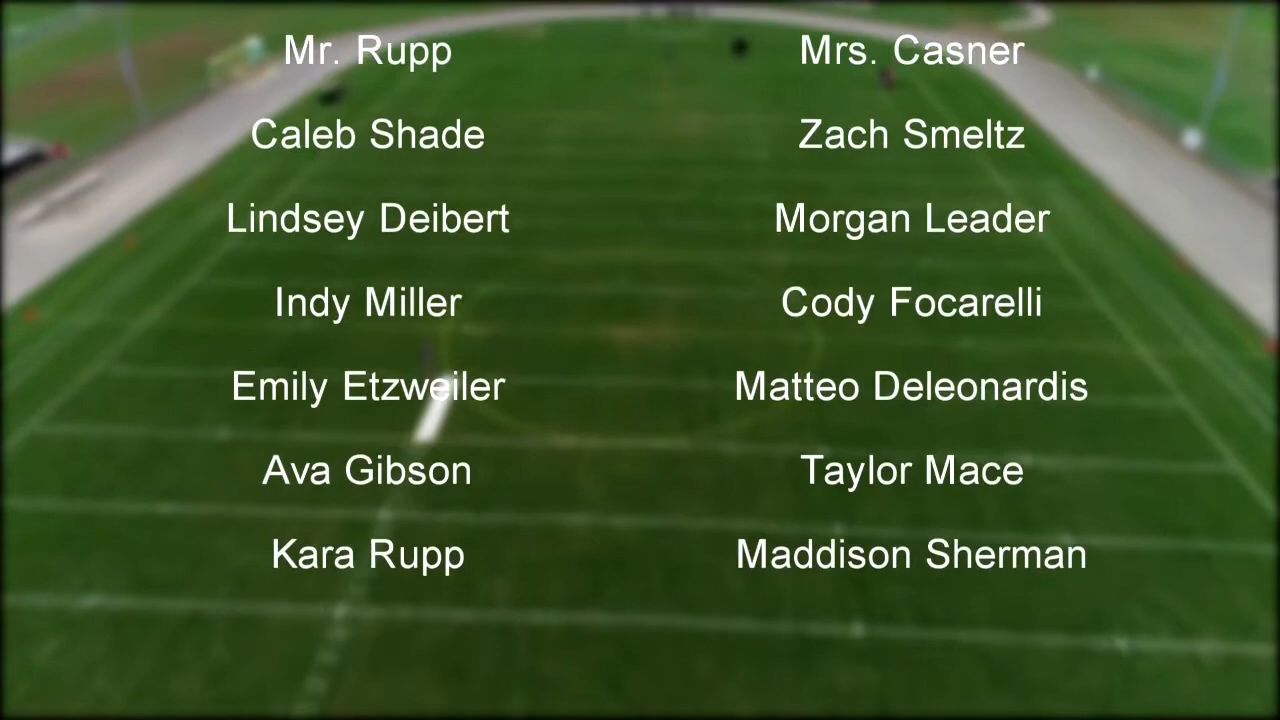 Mr. Rupp
Mrs. Casner
Caleb Shade
Zach Smeltz
Lindsey Deibert
Morgan Leader
Indy Miller
Cody Focarelli
Emily Etzweiler
Matteo Deleonardis
Ava Gibson
Taylor Mace
Kara Rupp
Maddison Sherman